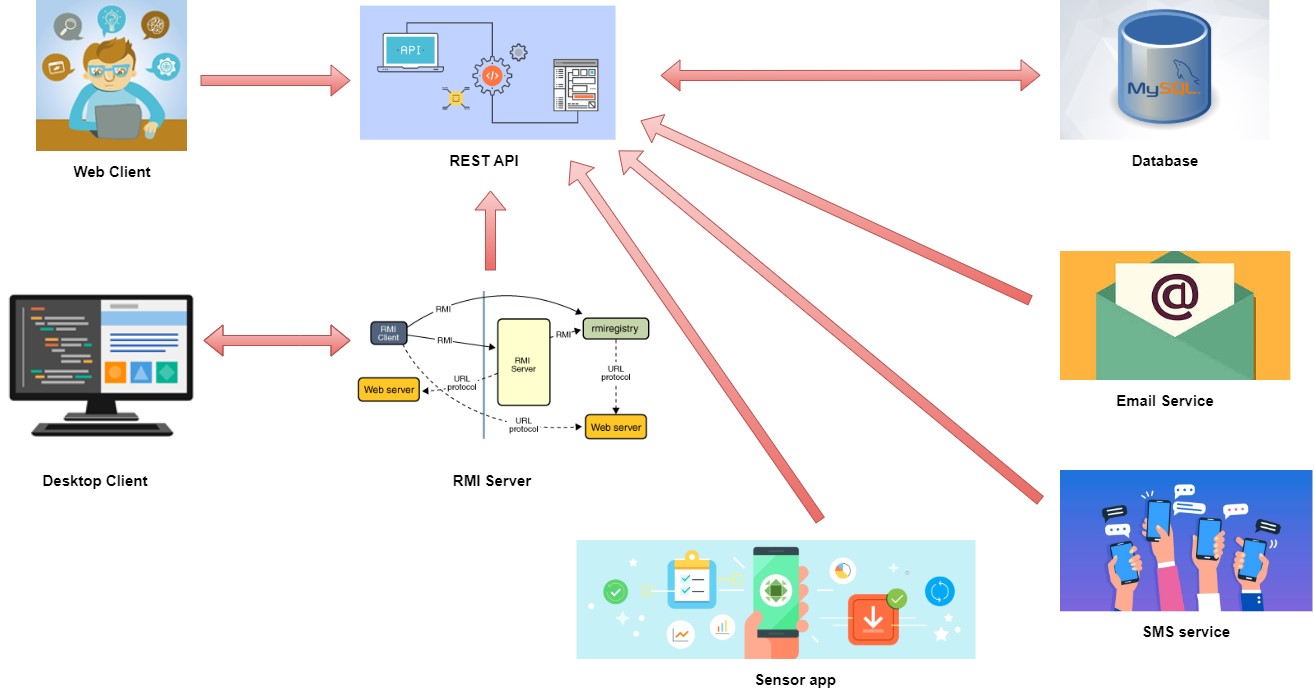 API
MySQL
Web Client
REST API
Database
RMI
RMI
Client
RMI
RMI
Server
RMI
rmiregistry
URL
protocol
URL
protocol
Web server
URL
protocol
Web server
@
Email Service
Desktop Client
RMI Server
SMS service
Sensor app